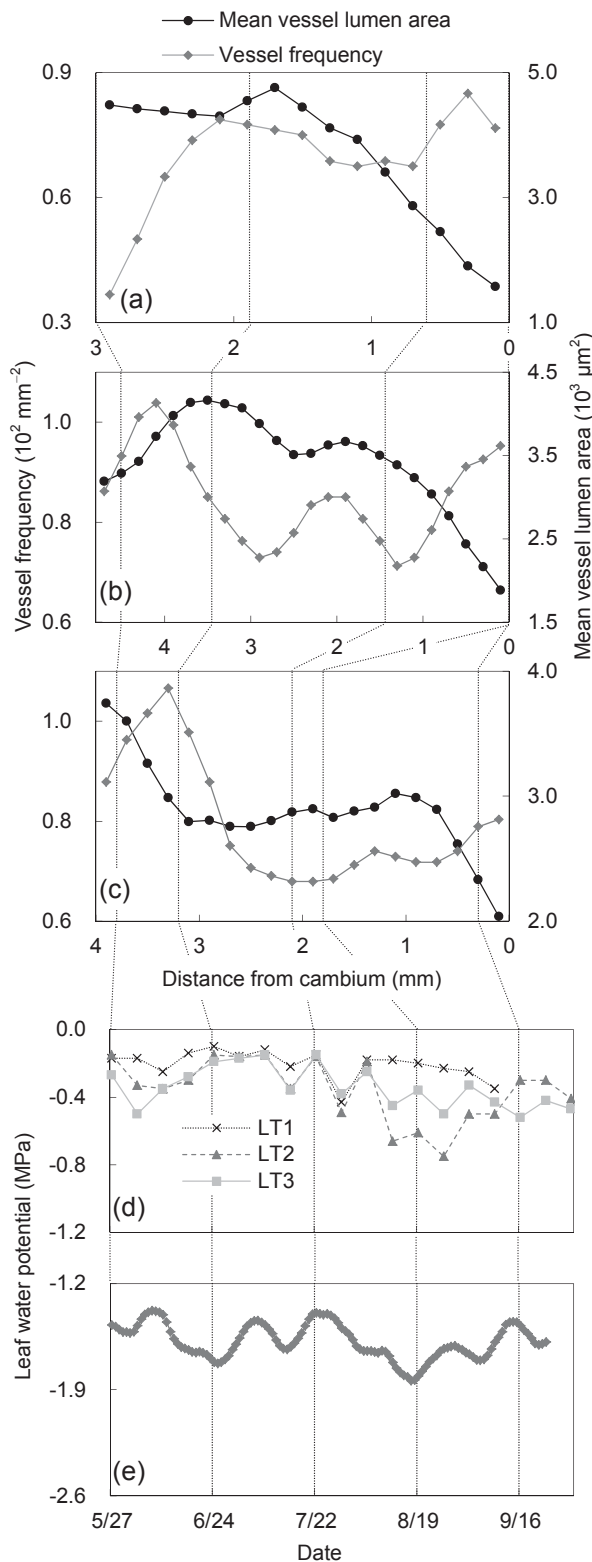 Mean vessel lumen area
Vessel frequency
0.9
0.6
0.3
5.0
3.0
1.0
(a)
3 2 1 0
Vessel frequency (10² mm⁻²)
Mean vessel lumen area (10³ µm²)
1.0
0.8
0.6
4.5
3.5
2.5
1.5
(b)
4 3 2 1 0
1.0
0.8
0.6
4.0
3.0
2.0
(c)
4 3 2 1 0
Distance from cambium (mm)
Leaf water potential (MPa)
0.0
-0.4
-0.8
-1.2
LT1
LT2
LT3
(d)
-1.2
-1.9
-2.6
(e)
5/27 6/24 7/22 8/19 9/16
Date